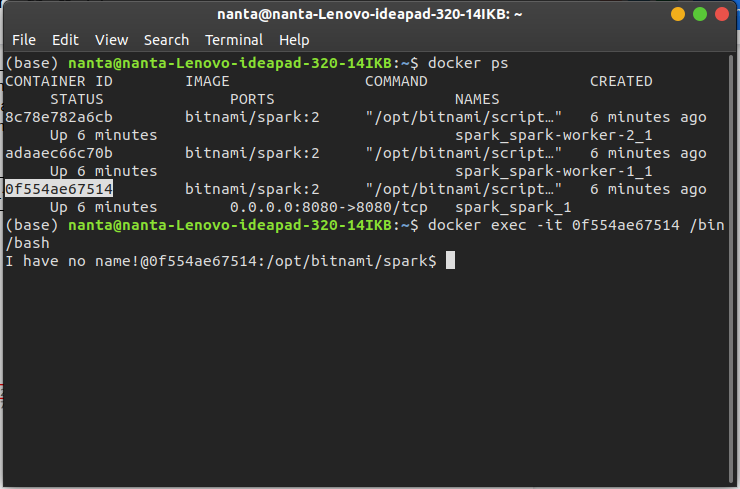 nanta@nanta-Lenovo-ideapad-320-14IKB: ~
File Edit View Search Terminal Help
(base) nanta@nanta-Lenovo-ideapad-320-14IKB:~$ docker ps
CONTAINER ID        IMAGE               COMMAND                  CREATED
     STATUS              PORTS                    NAMES
8c78e782a6cb        bitnami/spark:2     "/opt/bitnami/script…"   6 minutes ago
     Up 6 minutes                                 spark_spark-worker-2_1
adaaec66c70b        bitnami/spark:2     "/opt/bitnami/script…"   6 minutes ago
     Up 6 minutes                                 spark_spark-worker-1_1
0f554ae67514        bitnami/spark:2     "/opt/bitnami/script…"   6 minutes ago
     Up 6 minutes        0.0.0.0:8080->8080/tcp   spark_spark_1
(base) nanta@nanta-Lenovo-ideapad-320-14IKB:~$ docker exec -it 0f554ae67514 /bin
/bash
I have no name!@0f554ae67514:/opt/bitnami/spark$